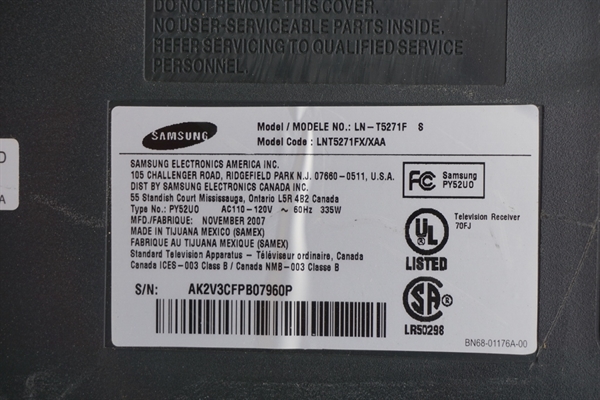 DO NOT REMOVE THIS COVER.
NO USER-SERVICEABLE PARTS INSIDE.
REFER SERVICING TO QUALIFIED SERVICE
PERSONNEL.
SAMSUNG
Model / MODELE NO.: LN-T5271F S
Model Code : LNT5271FX/XAA
SAMSUNG ELECTRONICS AMERICA INC.
105 CHALLENGER ROAD, RIDGEFIELD PARK N.J. 07660-0511, U.S.A.
DIST BY SAMSUNG ELECTRONICS CANADA INC.
55 Standish Court Mississauga, Ontario L5R 4B2 Canada
Type No.: PY52UO AC110-120V ~ 60Hz 335W
MFD./FABRIQUE: NOVEMBER 2007
MADE IN TIJUANA MEXICO (SAMEX)
FABRIQUE AU TIJUANA MEXIQUE (SAMEX)
Standard Television Apparatus - Téléviseur ordinaire, Canada
Canada ICES-003 Class B / Canada NMB-003 Classe B
FC Samsung
PY52UO
UL
LISTED
Television Receiver
70FJ
SA
LR50298
S/N: AK2V3CFPB07960P
BN68-01176A-00
D
A